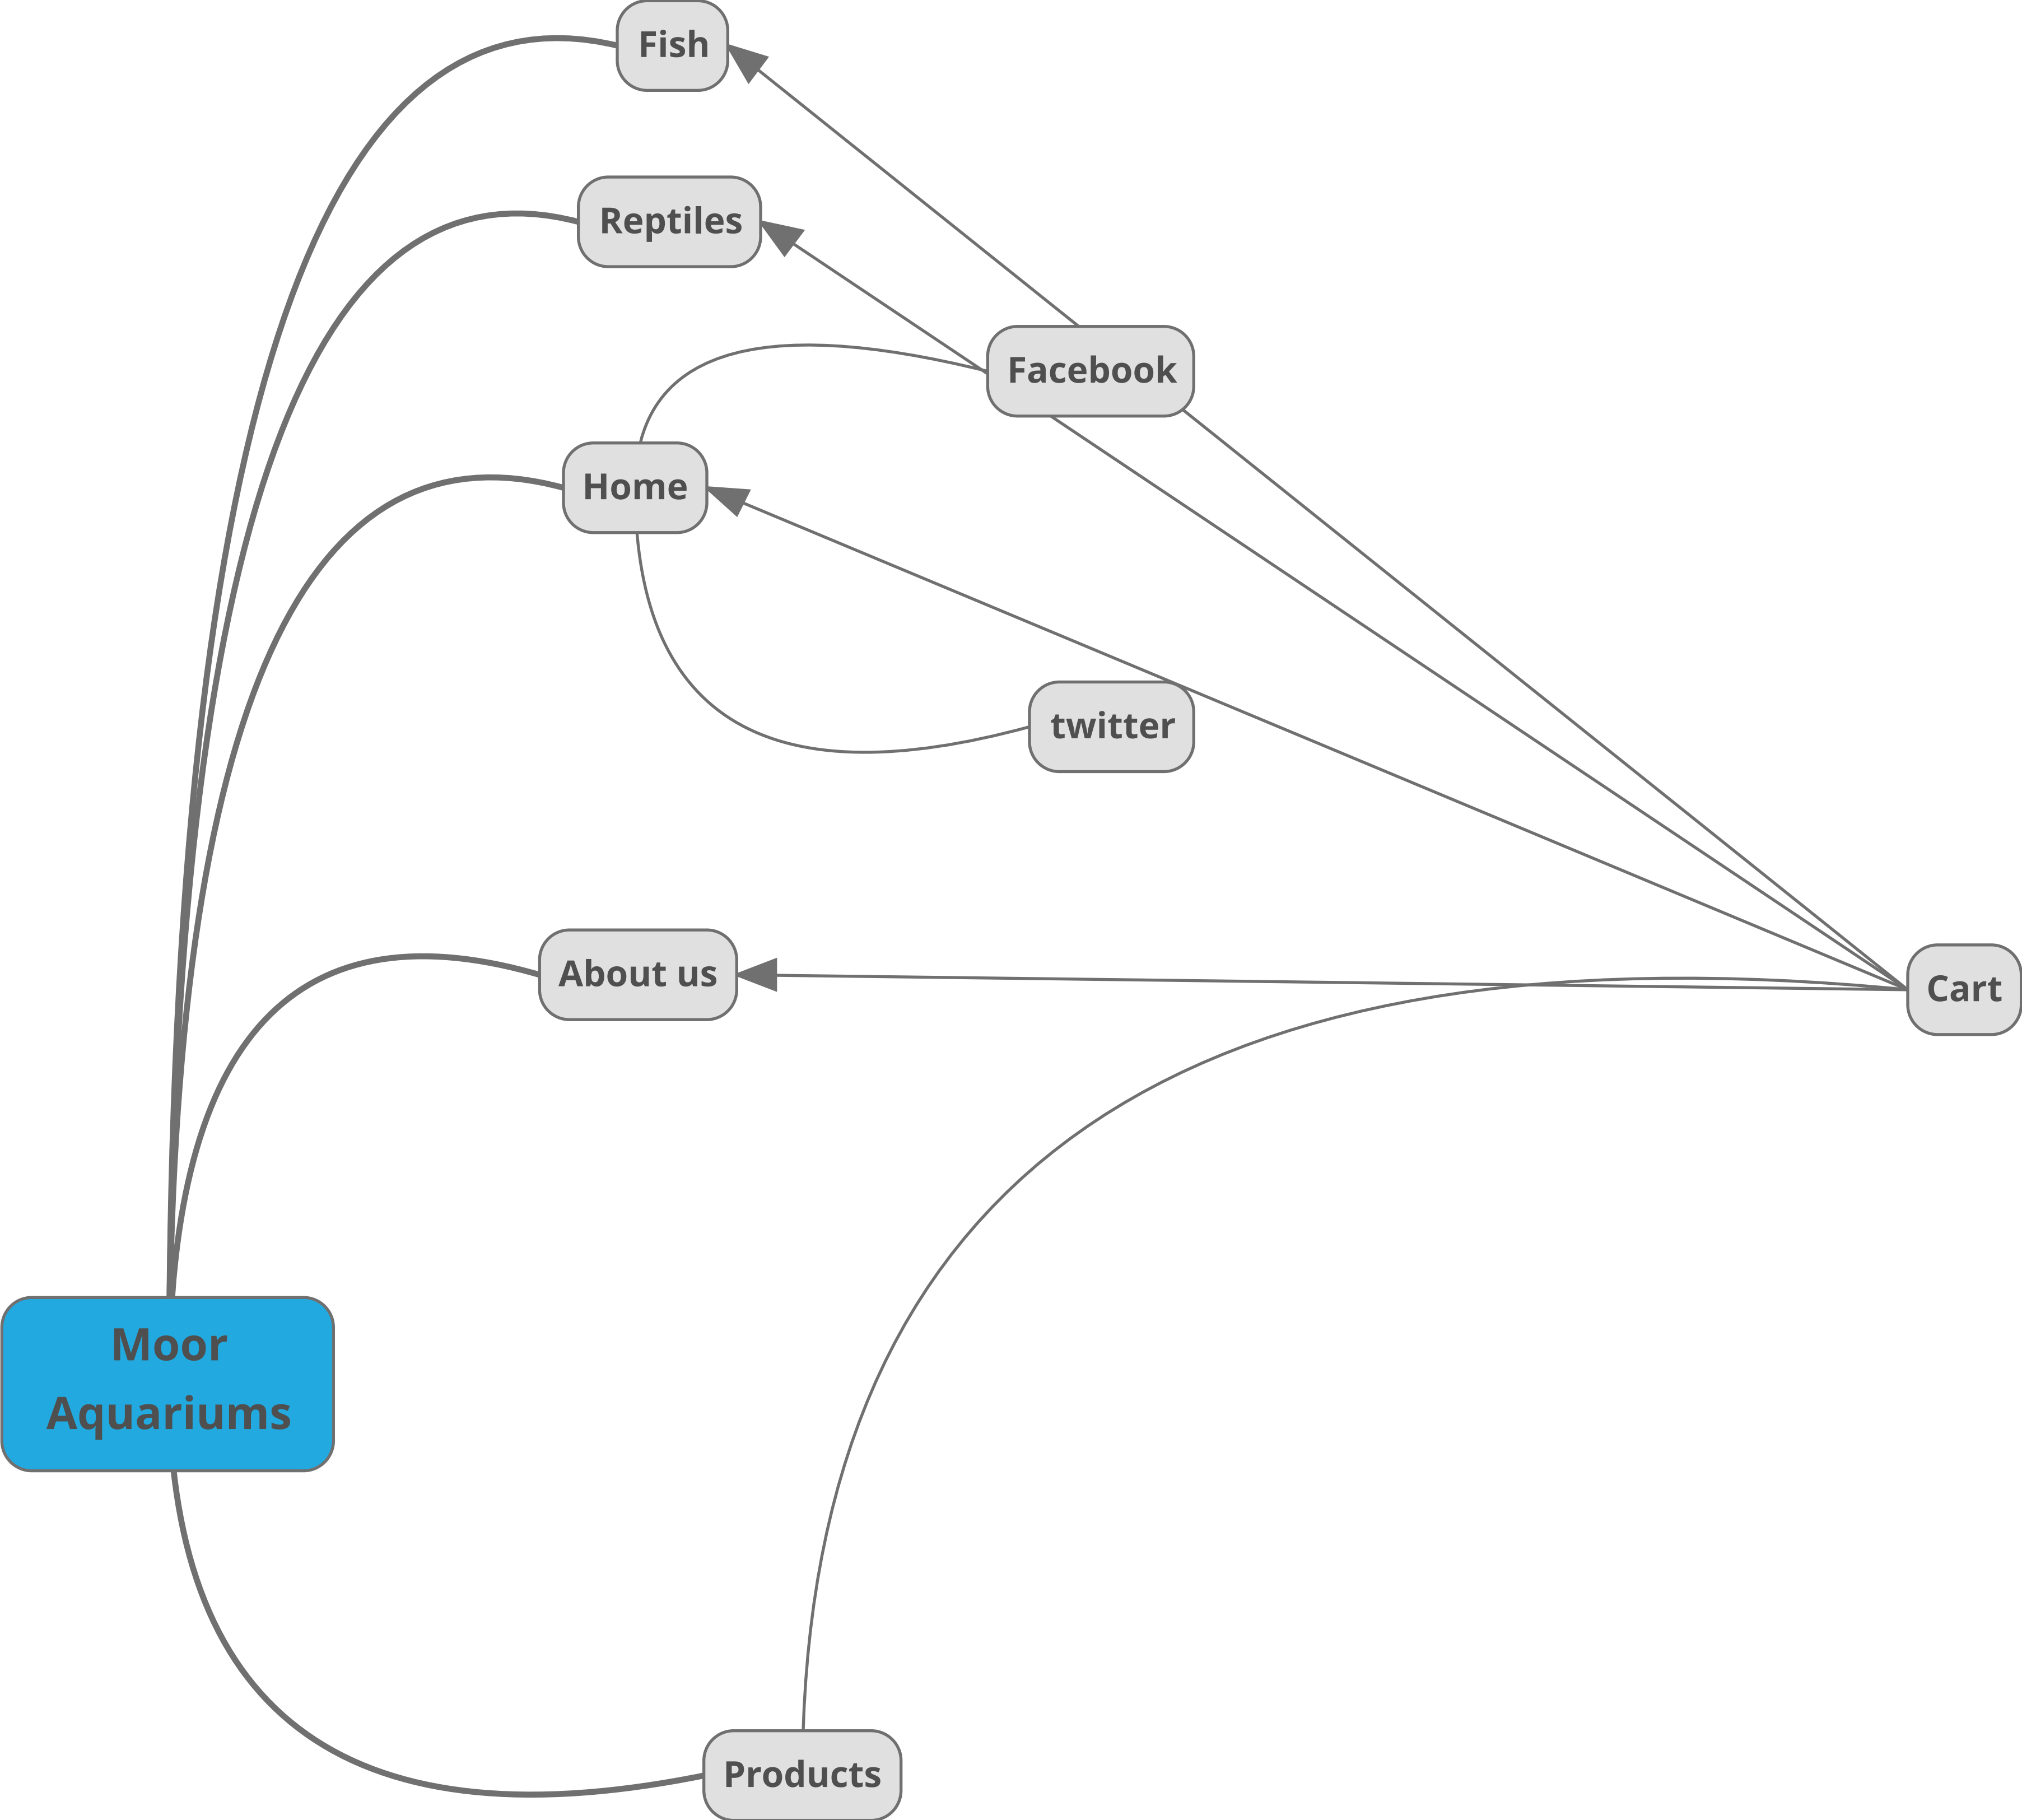 Fish
Reptiles
Facebook
Home
twitter
About us
Cart
Moor
Aquariums
Products